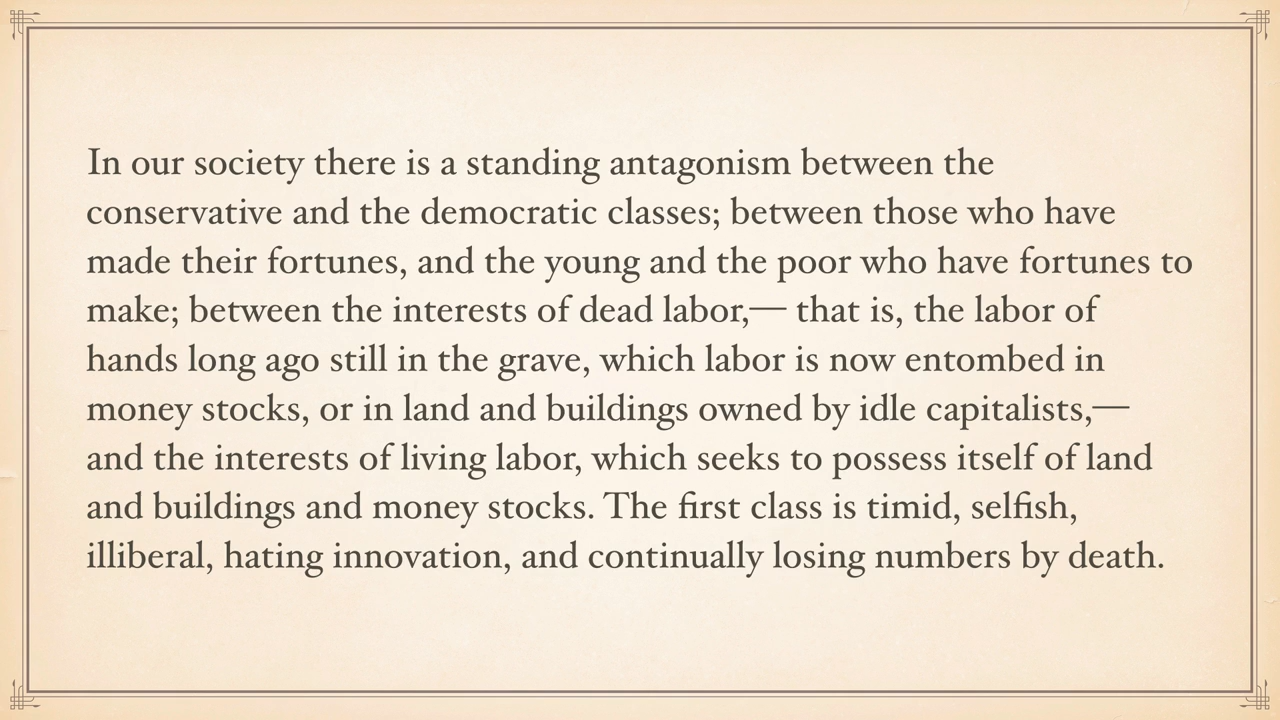 In our society there is a standing antagonism between the
conservative and the democratic classes; between those who have
made their fortunes, and the young and the poor who have fortunes to
make; between the interests of dead labor,— that is, the labor of
hands long ago still in the grave, which labor is now entombed in
money stocks, or in land and buildings owned by idle capitalists,—
and the interests of living labor, which seeks to possess itself of land
and buildings and money stocks. The first class is timid, selfish,
illiberal, hating innovation, and continually losing numbers by death.